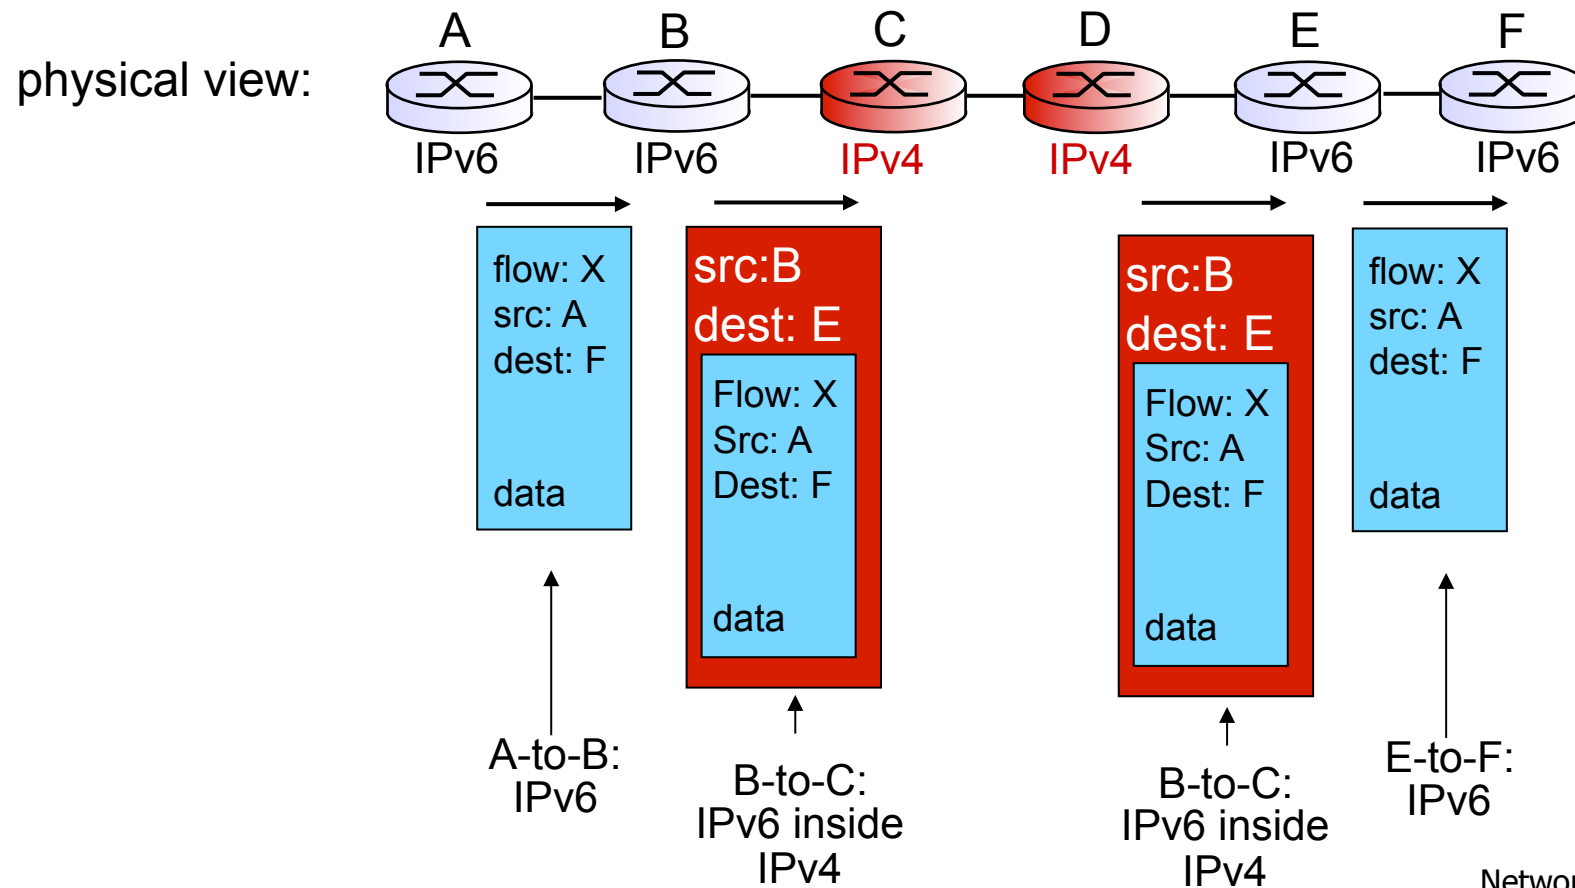 A B C D E F
physical view:
IPv6 IPv6 IPv4 IPv4 IPv6 IPv6
flow: X
src: A
dest: F
data
src:B
dest: E
Flow: X
Src: A
Dest: F
data
src:B
dest: E
Flow: X
Src: A
Dest: F
data
flow: X
src: A
dest: F
data
A-to-B:
IPv6
B-to-C:
IPv6 inside
IPv4
B-to-C:
IPv6 inside
IPv4
E-to-F:
IPv6
Networ